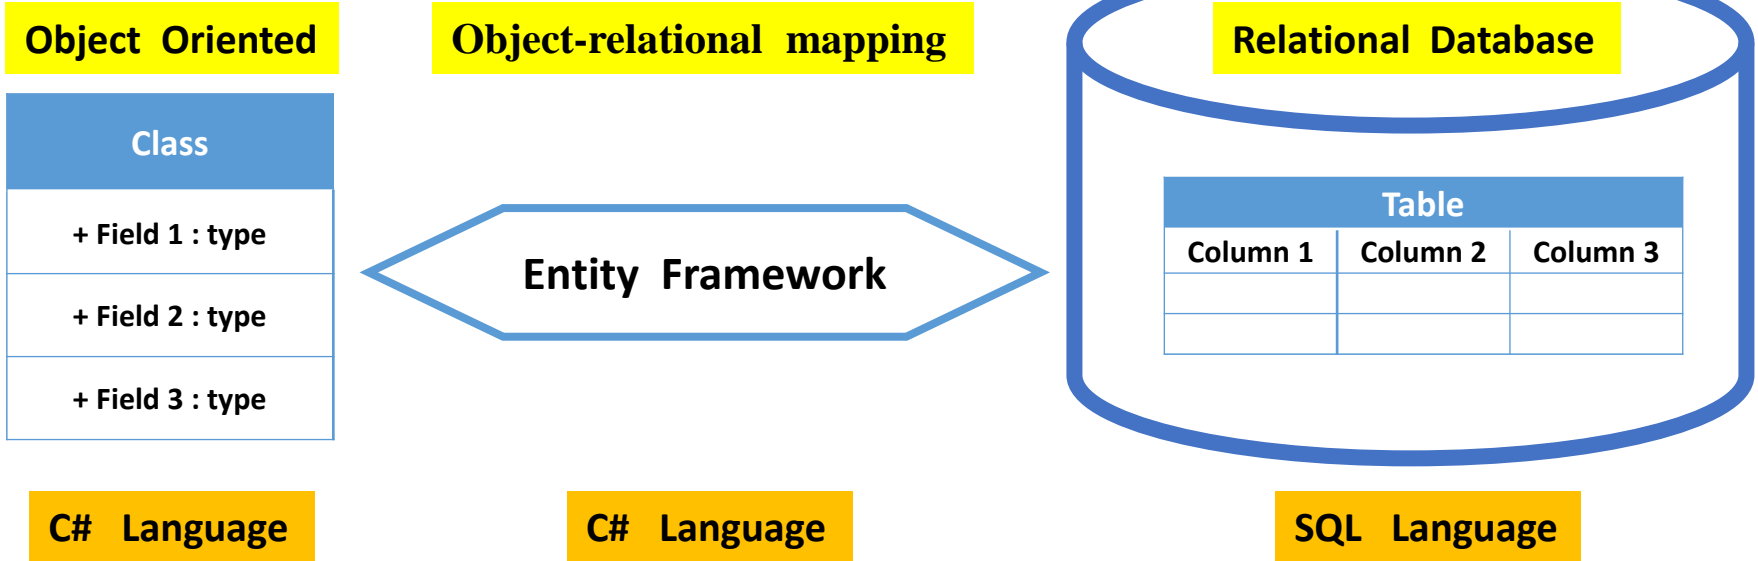 Object Oriented
Object-relational mapping
Relational Database
Class
+ Field 1 : type
+ Field 2 : type
+ Field 3 : type
Entity Framework
Table
Column 1 Column 2 Column 3
C# Language
C# Language
SQL Language